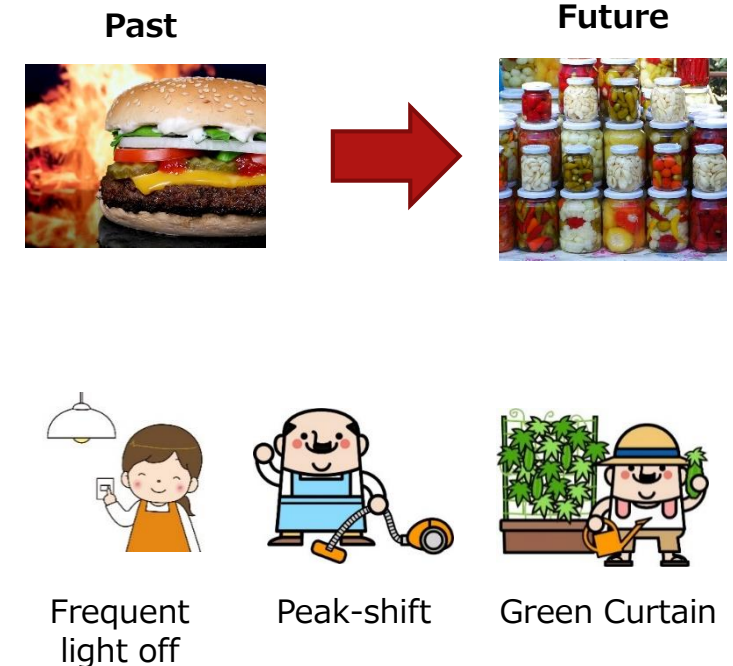 Past
Future
Frequent
light off
Peak-shift
Green Curtain